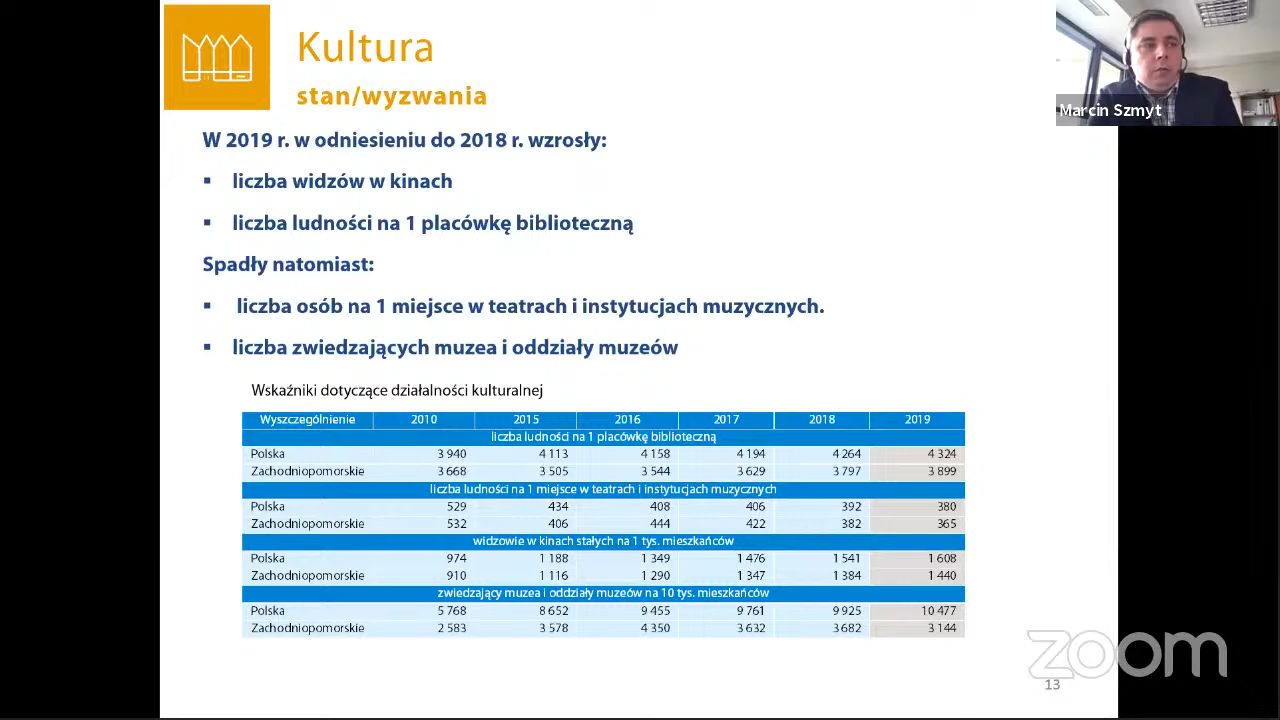 Kultura
stan/wyzwania
Marcin Szmyt
W 2019 r. w odniesieniu do 2018 r. wzrosły:
▪ liczba widzów w kinach
▪ liczba ludności na 1 placówkę biblioteczną
Spadły natomiast:
▪ liczba osób na 1 miejsce w teatrach i instytucjach muzycznych.
▪ liczba zwiedzających muzea i oddziały muzeów
Wskaźniki dotyczące działalności kulturalnej
Wyszczególnienie 2010 2015 2016 2017 2018 2019
liczba ludności na 1 placówkę biblioteczną
Polska 3 940 4 113 4 158 4 194 4 264 4 324
Zachodniopomorskie 3 668 3 505 3 544 3 629 3 797 3 899
liczba ludności na 1 miejsce w teatrach i instytucjach muzycznych
Polska 529 434 408 406 392 380
Zachodniopomorskie 532 406 444 422 382 365
widzowie w kinach stałych na 1 tys. mieszkańców
Polska 974 1 188 1 349 1 476 1 541 1 608
Zachodniopomorskie 910 1 116 1 290 1 347 1 384 1 440
zwiedzający muzea i oddziały muzeów na 10 tys. mieszkańców
Polska 5 768 8 652 9 455 9 761 9 925 10 477
Zachodniopomorskie 2 583 3 578 4 350 3 632 3 682 3 144
zoom
13